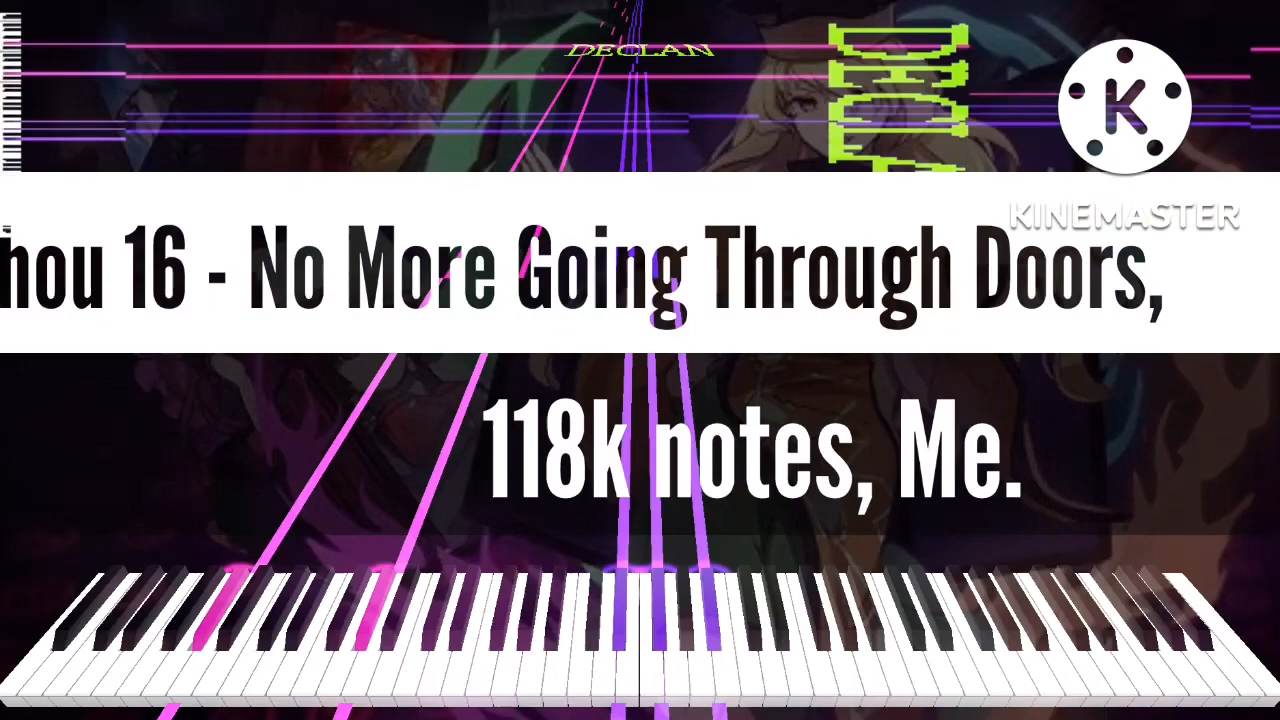 DECLAN
K
KINEMASTER
hou 16 - No More Going Through Doors,
118k notes, Me.